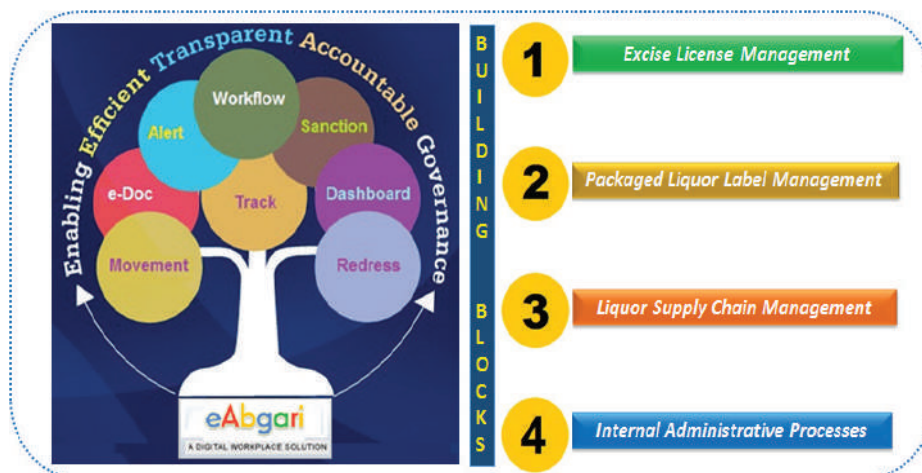 Enabling Efficient Transparent Accountable Governance
Workflow
Alert
Sanction
e-Doc
Track
Dashboard
Movement
Redress
eAbgari
A DIGITAL WORKPLACE SOLUTION
BUILDING BLOCKS
1
Excise License Management
2
Packaged Liquor Label Management
3
Liquor Supply Chain Management
4
Internal Administrative Processes